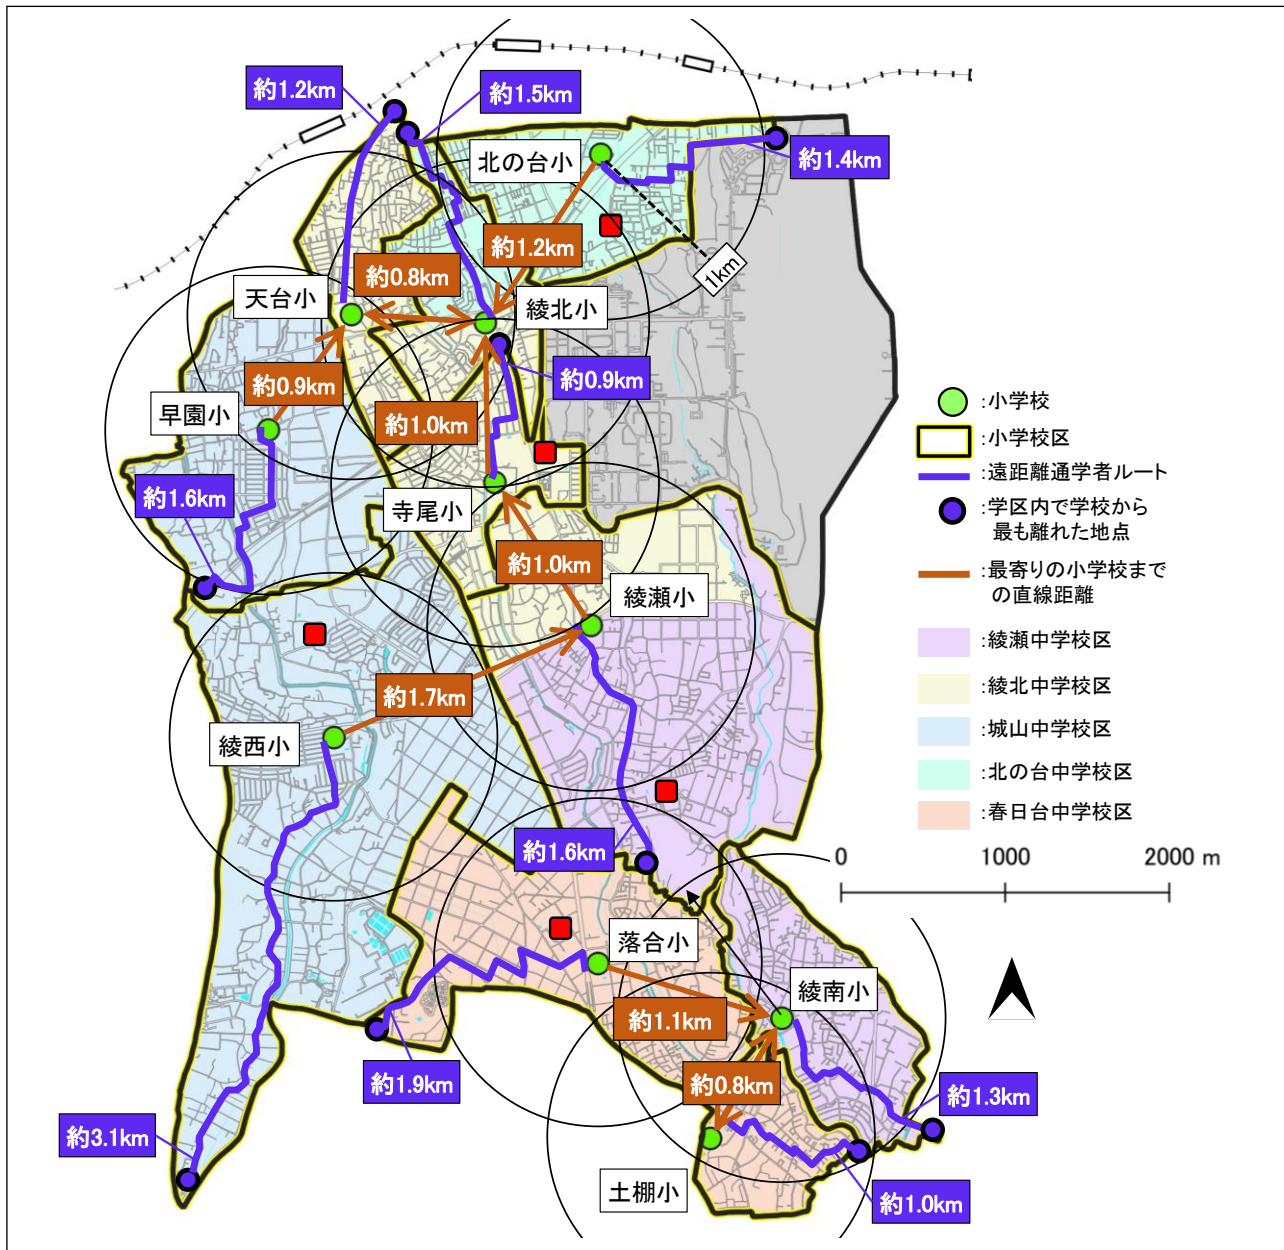 約1.2km
約1.5km
北の台小
約1.4km
約1.2km
1km
約0.8km
天台小
綾北小
約0.9km
約0.9km
早園小
約1.0km
約1.6km
寺尾小
約1.0km
綾瀬小
約1.7km
綾西小
約1.6km
落合小
綾南小
約1.1km
約1.9km
約0.8km
約1.3km
約3.1km
土棚小
約1.0km
:小学校
:小学校区
:遠距離通学者ルート
:学区内で学校から
最も離れた地点
:最寄りの小学校まで
の直線距離
:綾瀬中学校区
:綾北中学校区
:城山中学校区
:北の台中学校区
:春日台中学校区
0 1000 2000 m